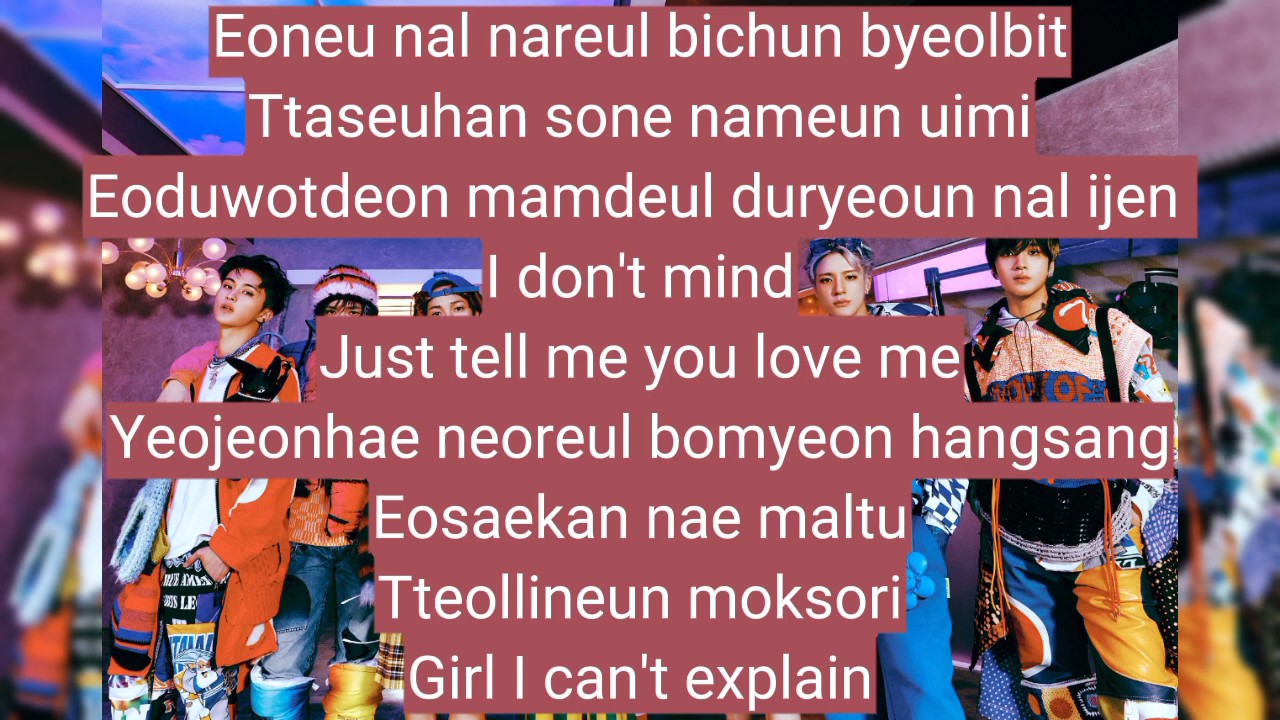 Eoneu nal nareul bichun byeolbit
Ttaseuhan sone nameun uimi
Eoduwotdeon mamdeul duryeoun nal ijen
I don't mind
Just tell me you love me
Yeojeonhae neoreul bomyeon hangsang
Eosaekan nae maltu
Tteollineun moksori
Girl I can't explain